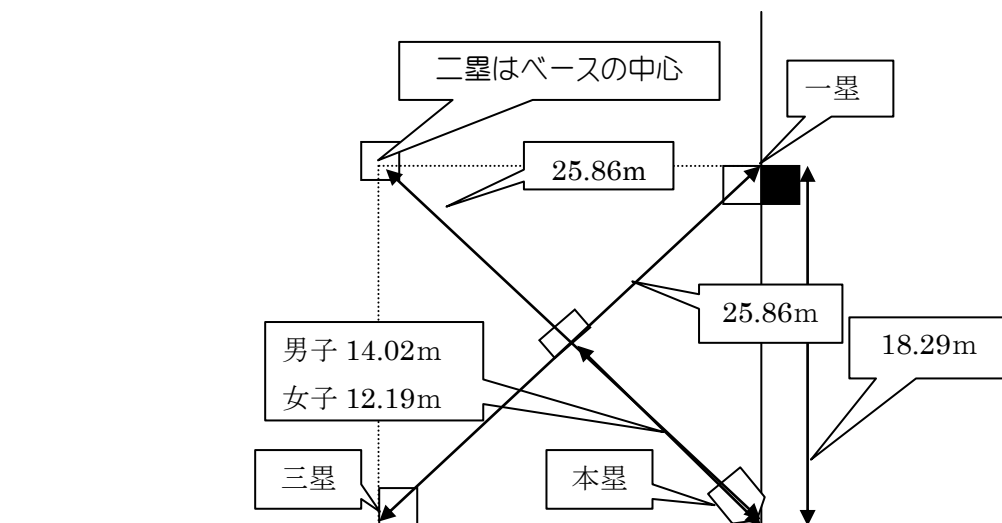 二塁はベースの中心
一塁
25.86m
25.86m
18.29m
男子 14.02m
女子 12.19m
三塁
本塁